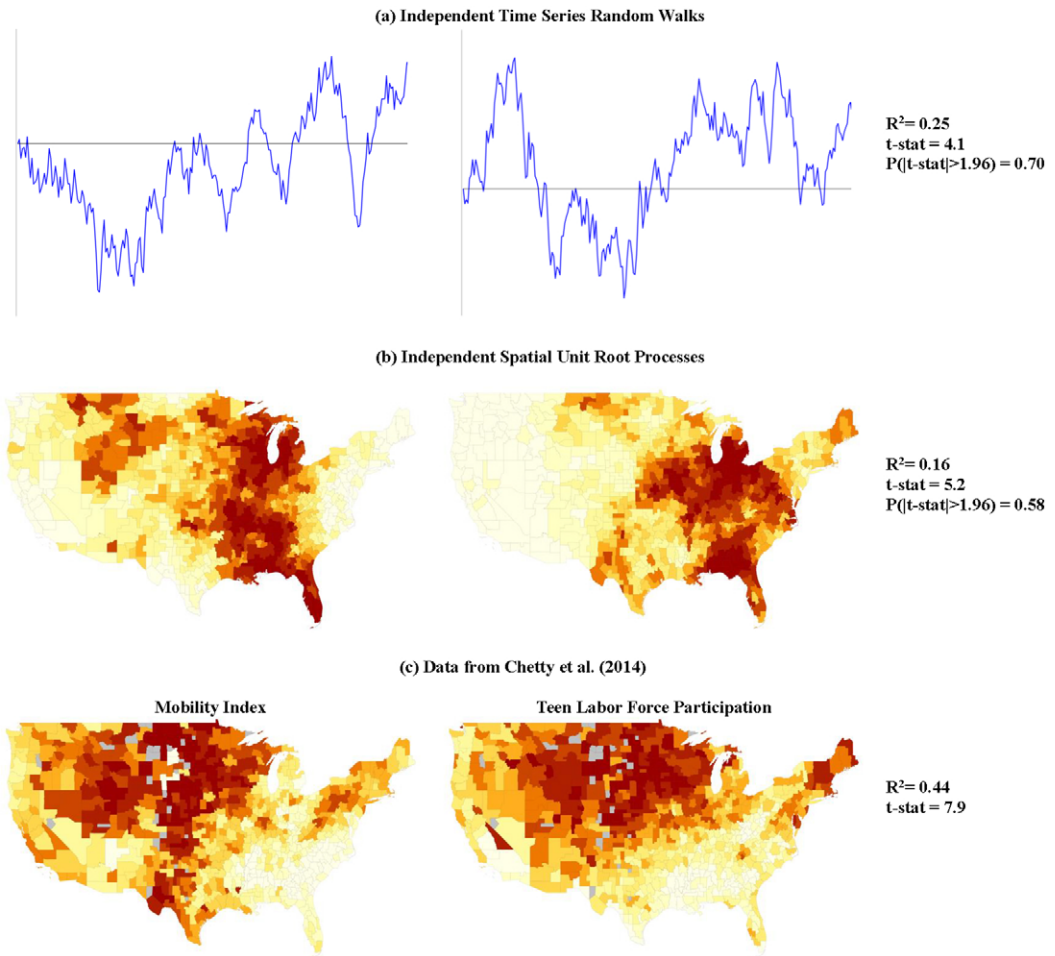 (a) Independent Time Series Random Walks
R²= 0.25
t-stat = 4.1
P(|t-stat|>1.96) = 0.70
(b) Independent Spatial Unit Root Processes
R²= 0.16
t-stat = 5.2
P(|t-stat|>1.96) = 0.58
(c) Data from Chetty et al. (2014)
Mobility Index
Teen Labor Force Participation
R²= 0.44
t-stat = 7.9